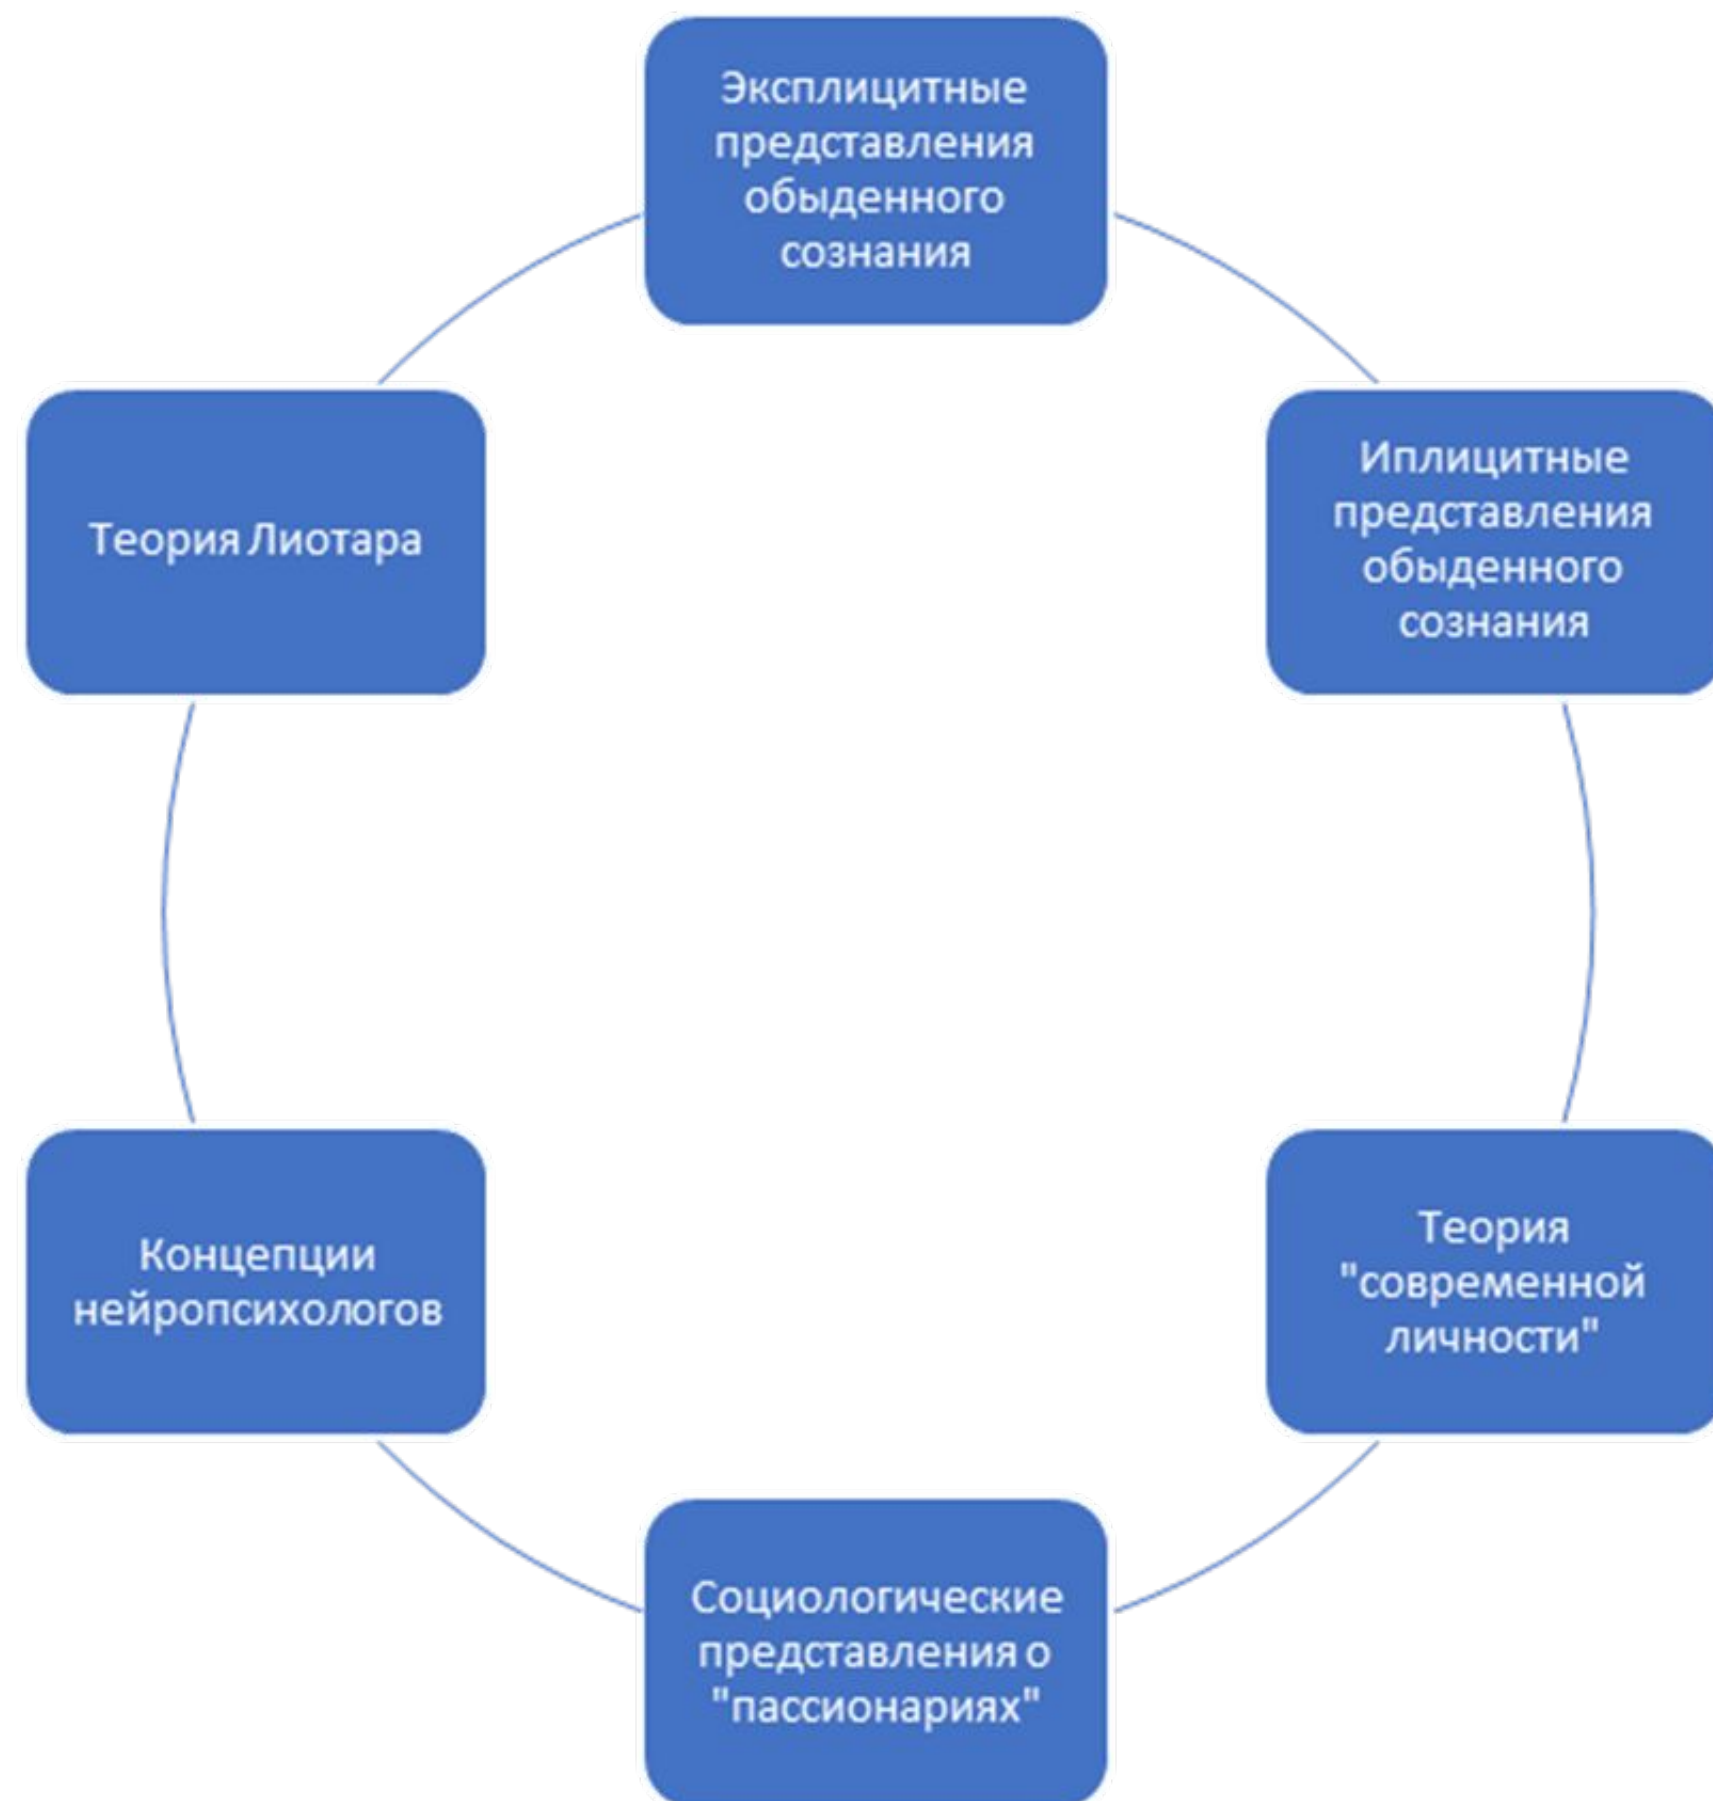 Эксплицитные
представления
обыденного
сознания
Иплицитные
представления
обыденного
сознания
Теория
"современной
личности"
Социологические
представления о
"пассионариях"
Концепции
нейропсихологов
Теория Лиотара